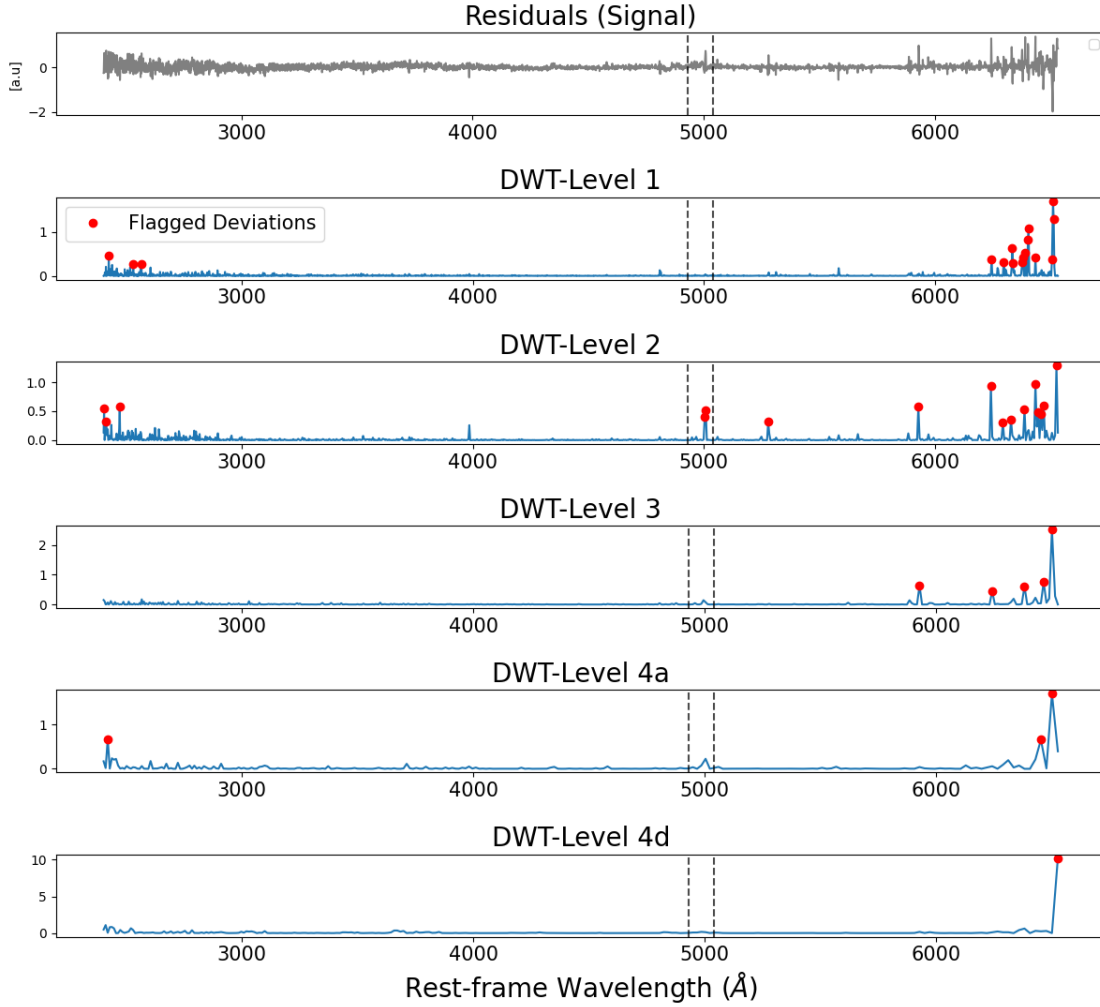 Residuals (Signal)
[a.u]
0
−2
3000 4000 5000 6000
DWT-Level 1
Flagged Deviations
1
0
3000 4000 5000 6000
DWT-Level 2
1.0
0.5
0.0
3000 4000 5000 6000
DWT-Level 3
2
1
0
3000 4000 5000 6000
DWT-Level 4a
1
0
3000 4000 5000 6000
DWT-Level 4d
10
5
0
3000 4000 5000 6000
Rest-frame Wavelength (Å)